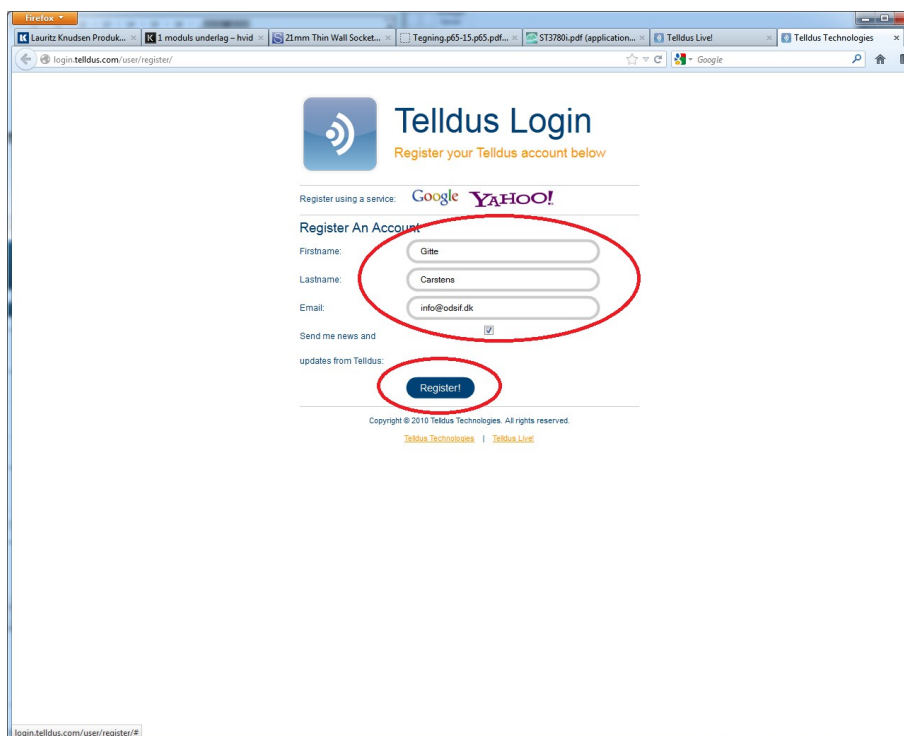 Firefox
Lauritz Knudsen Produk... 1 moduls underlag – hvid 21mm Thin Wall Socket... Tegning.p65-15.p65.pdf... ST3780i.pdf (application... Telldus Live! Telldus Technologies
login.telldus.com/user/register/ Google
Telldus Login
Register your Telldus account below
Register using a service: Google YAHOO!
Register An Account
Firstname: Gitte
Lastname: Carstens
Email: info@odsif.dk
Send me news and
updates from Telldus:
Register!
Copyright © 2010 Telldus Technologies. All rights reserved.
Telldus Technologies | Telldus Live!
login.telldus.com/user/register/#